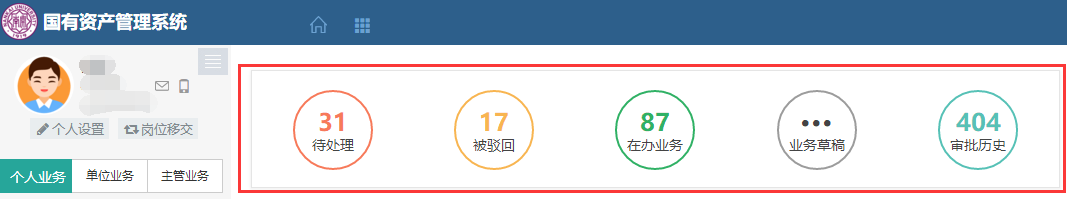 国有资产管理系统
个人设置 岗位移交
个人业务 单位业务 主管业务
31 17 87 ••• 404
待处理 被驳回 在办业务 业务草稿 审批历史